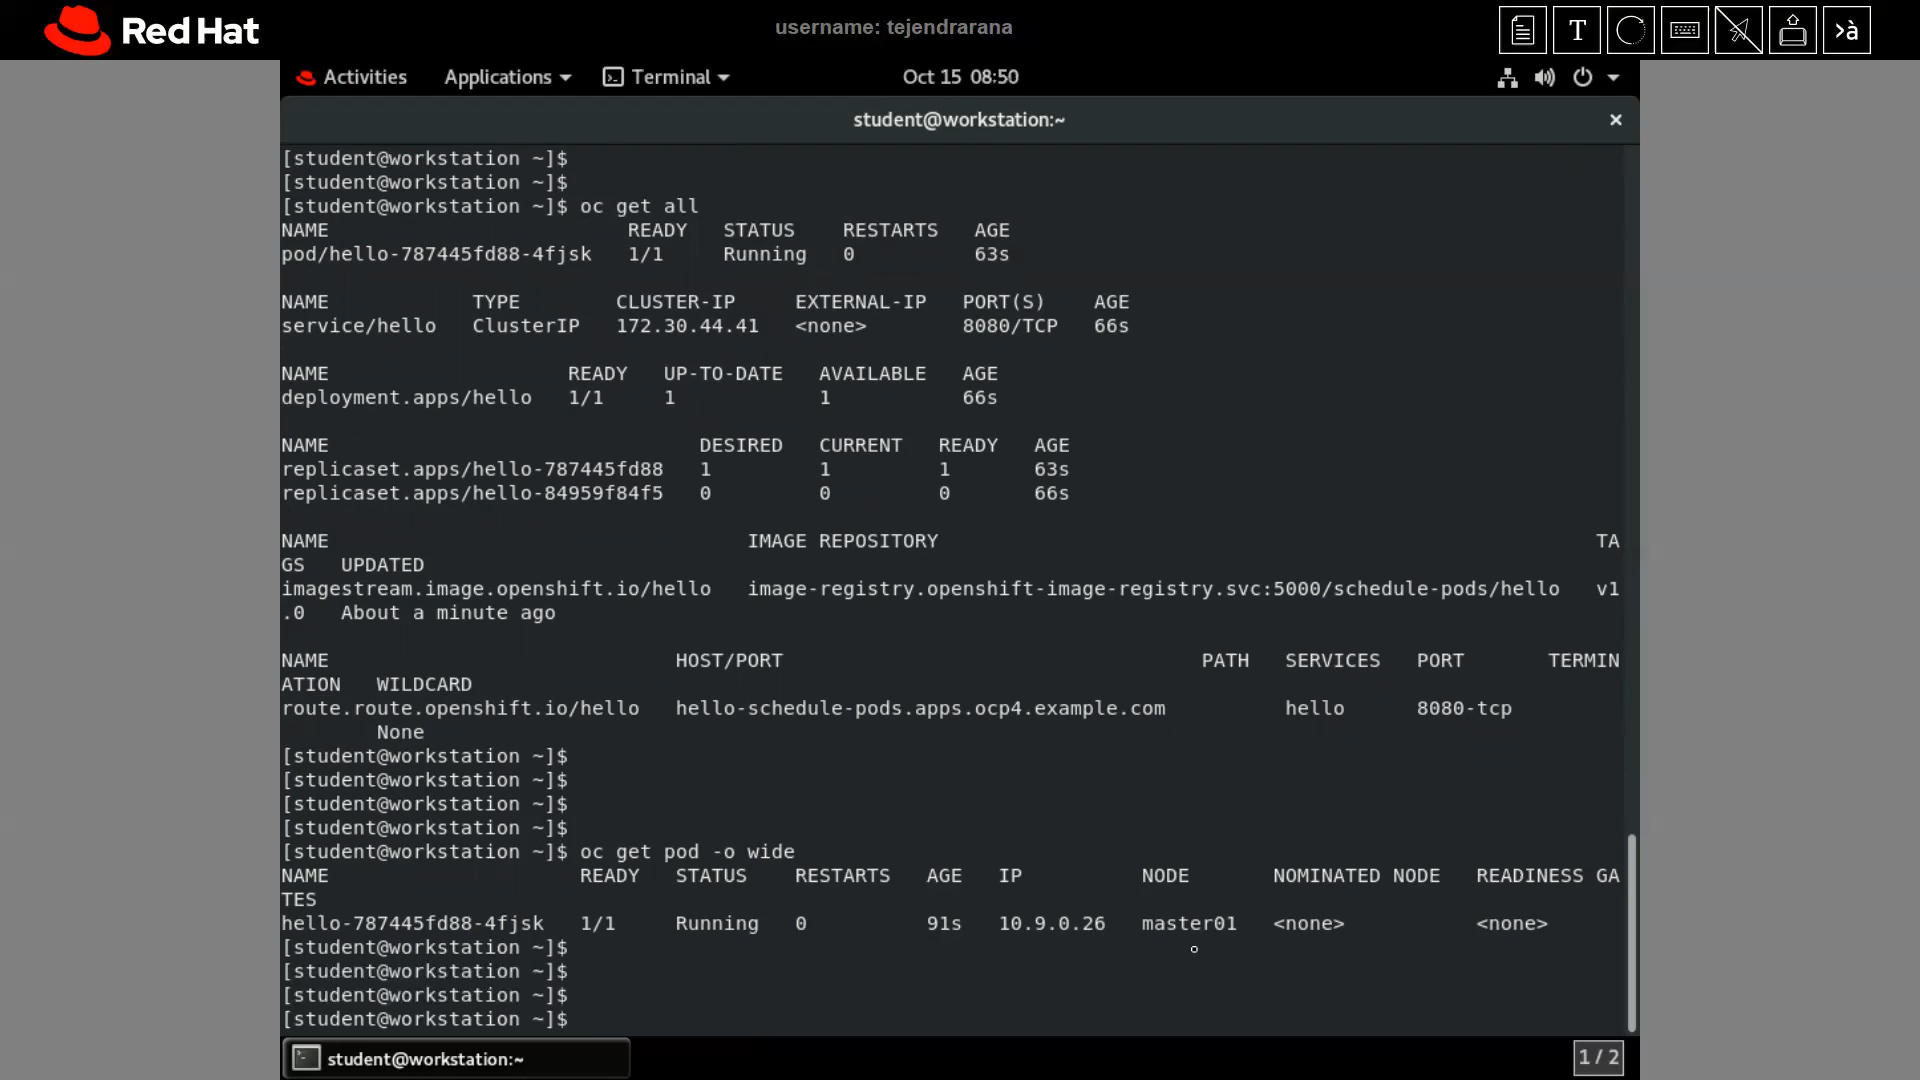 Red Hat
username: tejendrarana
T
>à
Activities Applications Terminal Oct 15 08:50
student@workstation:~ ×
[student@workstation ~]$
[student@workstation ~]$
[student@workstation ~]$ oc get all
NAME READY STATUS RESTARTS AGE
pod/hello-787445fd88-4fjsk 1/1 Running 0 63s
NAME TYPE CLUSTER-IP EXTERNAL-IP PORT(S) AGE
service/hello ClusterIP 172.30.44.41 <none> 8080/TCP 66s
NAME READY UP-TO-DATE AVAILABLE AGE
deployment.apps/hello 1/1 1 1 66s
NAME DESIRED CURRENT READY AGE
replicaset.apps/hello-787445fd88 1 1 1 63s
replicaset.apps/hello-84959f84f5 0 0 0 66s
NAME IMAGE REPOSITORY TA
GS UPDATED
imagestream.image.openshift.io/hello image-registry.openshift-image-registry.svc:5000/schedule-pods/hello v1
.0 About a minute ago
NAME HOST/PORT PATH SERVICES PORT TERMIN
ATION WILDCARD
route.route.openshift.io/hello hello-schedule-pods.apps.ocp4.example.com hello 8080-tcp
None
[student@workstation ~]$
[student@workstation ~]$
[student@workstation ~]$
[student@workstation ~]$
[student@workstation ~]$ oc get pod -o wide
NAME READY STATUS RESTARTS AGE IP NODE NOMINATED NODE READINESS GA
TES
hello-787445fd88-4fjsk 1/1 Running 0 91s 10.9.0.26 master01 <none> <none>
[student@workstation ~]$
[student@workstation ~]$
[student@workstation ~]$
[student@workstation ~]$
student@workstation:~ 1 / 2